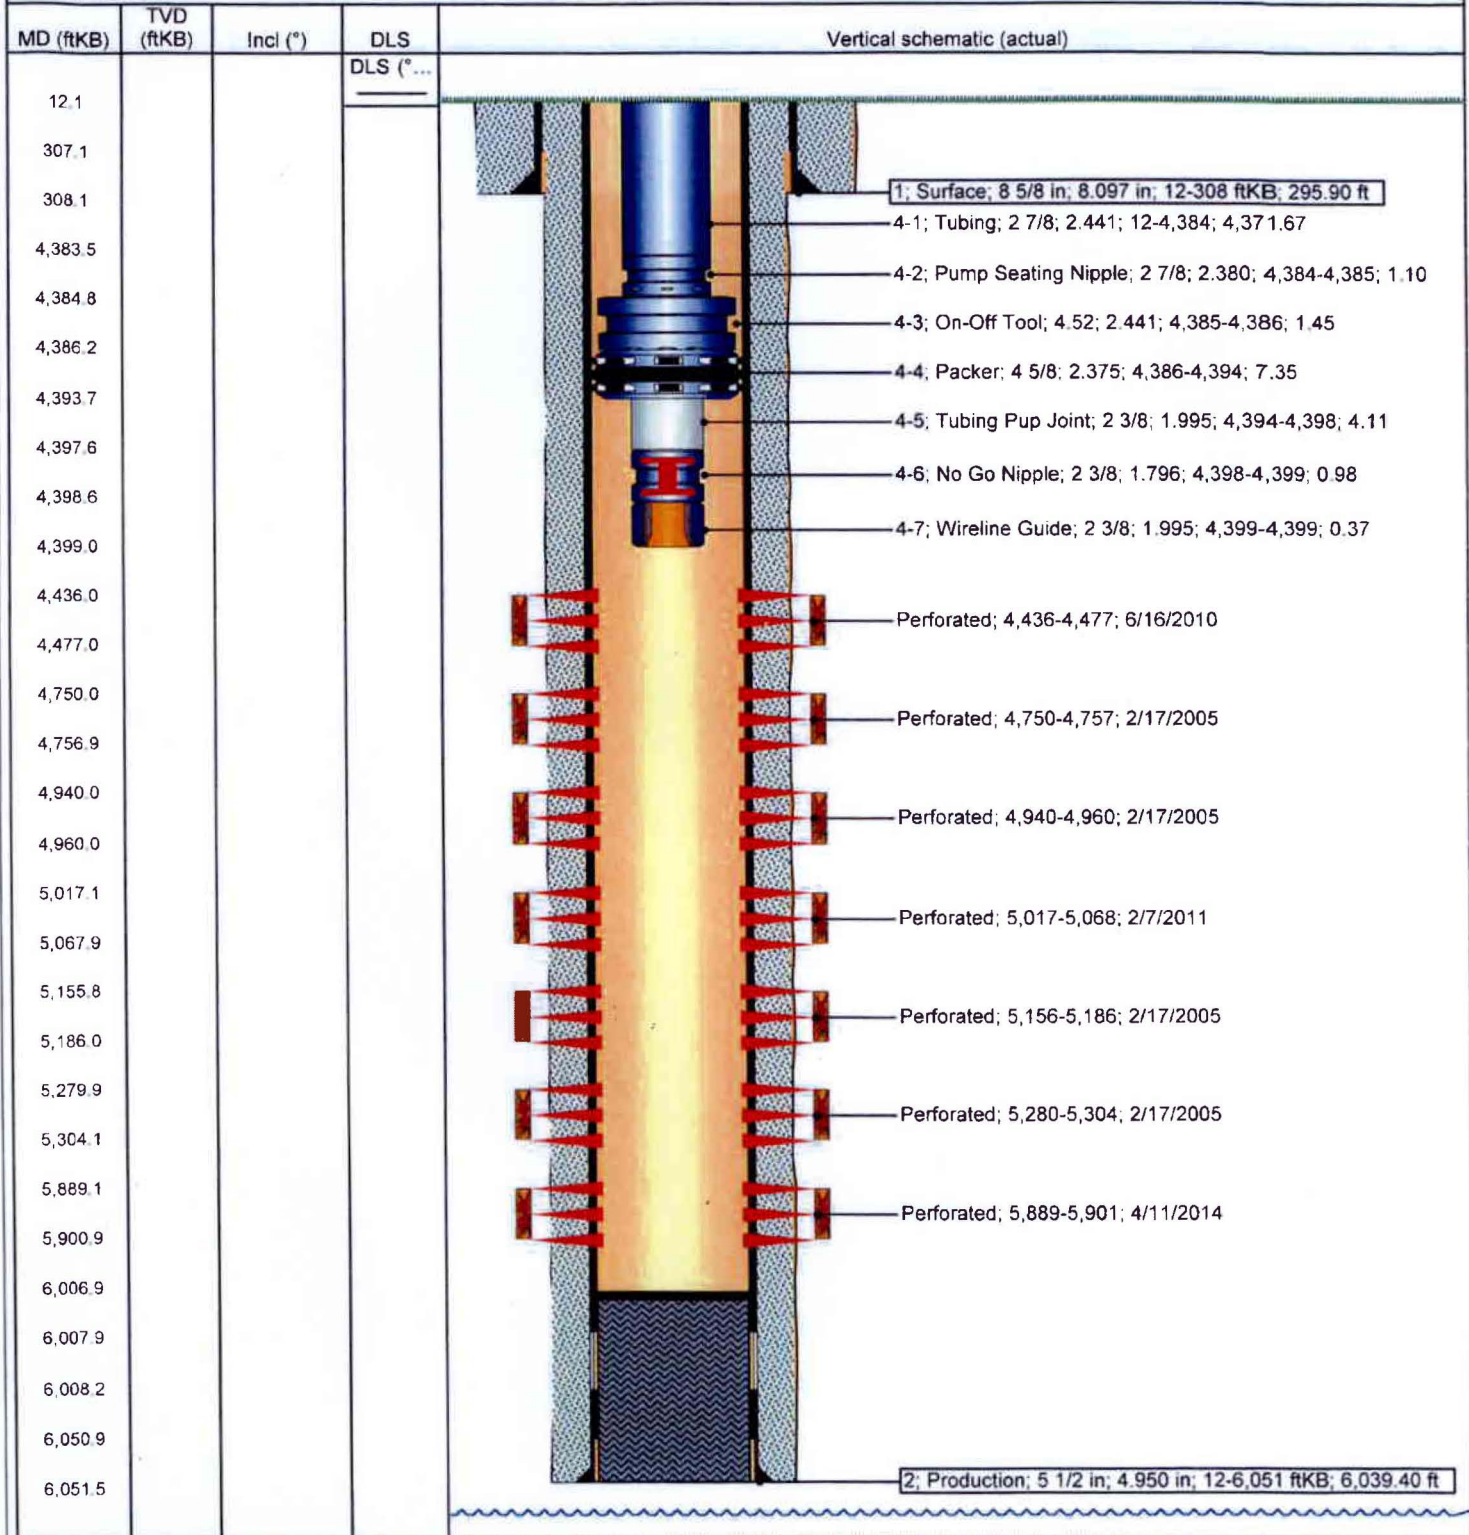 MD (ftKB)
TVD (ftKB)
Incl (°)
DLS
Vertical schematic (actual)
DLS (°...
12.1
307.1
308.1
1; Surface; 8 5/8 in; 8.097 in; 12-308 ftKB; 295.90 ft
4-1; Tubing; 2 7/8; 2.441; 12-4,384; 4,371.67
4,383.5
4-2; Pump Seating Nipple; 2 7/8; 2.380; 4,384-4,385; 1.10
4,384.8
4-3; On-Off Tool; 4.52; 2.441; 4,385-4,386; 1.45
4,386.2
4-4; Packer; 4 5/8; 2.375; 4,386-4,394; 7.35
4,393.7
4-5; Tubing Pup Joint; 2 3/8; 1.995; 4,394-4,398; 4.11
4,397.6
4-6; No Go Nipple; 2 3/8; 1.796; 4,398-4,399; 0.98
4,398.6
4-7; Wireline Guide; 2 3/8; 1.995; 4,399-4,399; 0.37
4,399.0
4,436.0
Perforated; 4,436-4,477; 6/16/2010
4,477.0
4,750.0
Perforated; 4,750-4,757; 2/17/2005
4,756.9
4,940.0
Perforated; 4,940-4,960; 2/17/2005
4,960.0
5,017.1
Perforated; 5,017-5,068; 2/7/2011
5,067.9
5,155.8
Perforated; 5,156-5,186; 2/17/2005
5,186.0
5,279.9
Perforated; 5,280-5,304; 2/17/2005
5,304.1
5,889.1
Perforated; 5,889-5,901; 4/11/2014
5,900.9
6,006.9
6,007.9
6,008.2
6,050.9
2; Production; 5 1/2 in; 4.950 in; 12-6,051 ftKB; 6,039.40 ft
6,051.5